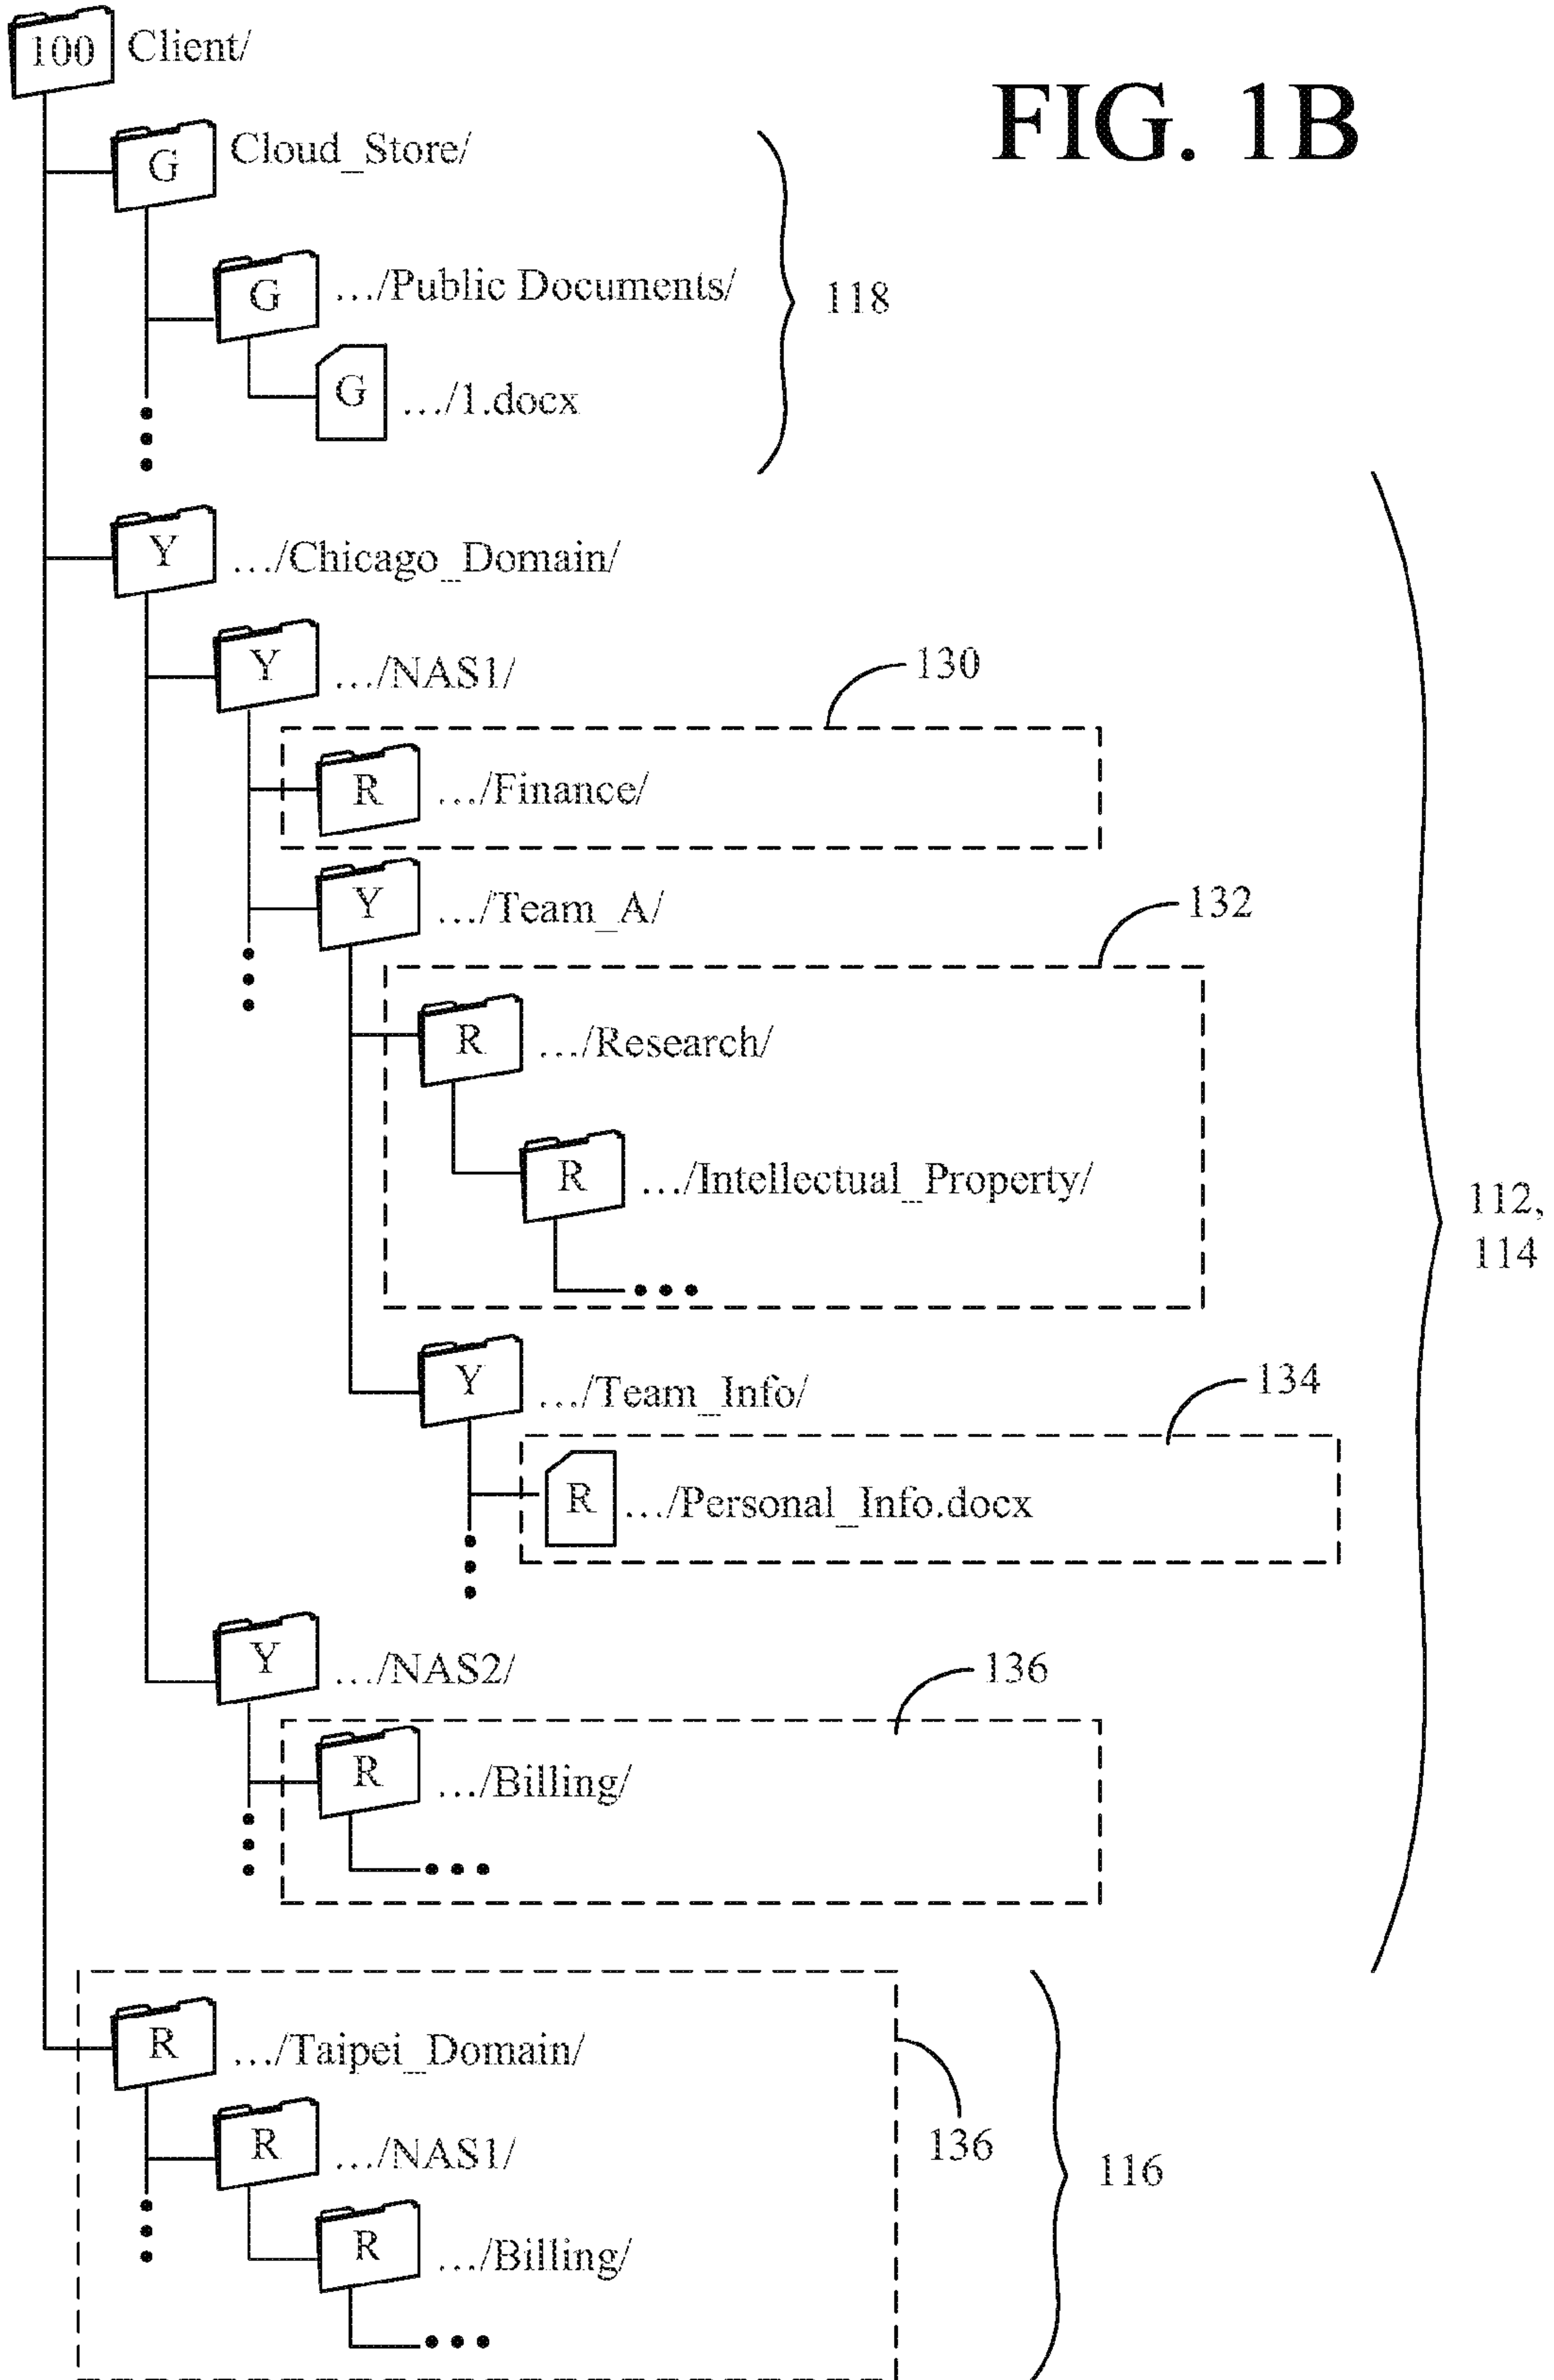 100 Client/
FIG. 1B
G Cloud_Store/
G …/Public Documents/
118
G …/1.docx
Y …/Chicago_Domain/
Y …/NAS1/
130
R …/Finance/
Y …/Team_A/
132
R …/Research/
R …/Intellectual_Property/
112,
114
Y …/Team_Info/
134
R …/Personal_Info.docx
Y …/NAS2/
136
R …/Billing/
R …/Taipei_Domain/
136
R …/NAS1/
116
R …/Billing/